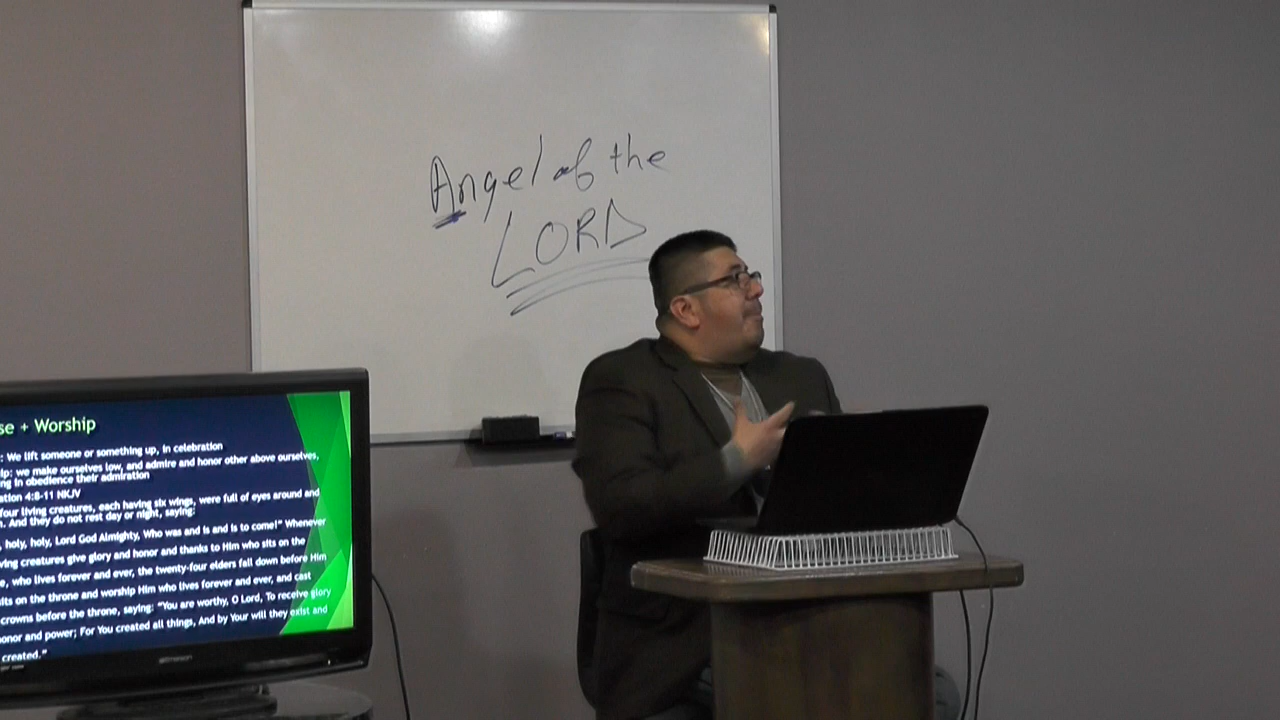 Angel of the
LORD
se + Worship
: We lift someone or something up, in celebration
ip: we make ourselves low, and admire and honor other above ourselves,
ng in obedience their admiration
ation 4:8-11 NKJV
four living creatures, each having six wings, were full of eyes around and
n. And they do not rest day or night, saying:
, holy, holy, Lord God Almighty, Who was and is and is to come!" Whenever
ving creatures give glory and honor and thanks to Him who sits on the
e, who lives forever and ever, the twenty-four elders fall down before Him
sits on the throne and worship Him who lives forever and ever, and cast
crowns before the throne, saying: "You are worthy, O Lord, To receive glory
honor and power; For You created all things, And by Your will they exist and
created."